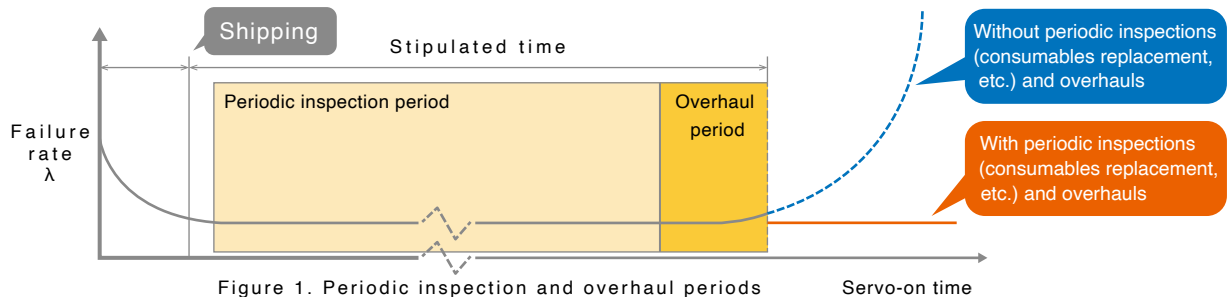 Shipping
Stipulated time
Failure
rate
λ
Periodic inspection period
Overhaul
period
Without periodic inspections
(consumables replacement,
etc.) and overhauls
With periodic inspections
(consumables replacement,
etc.) and overhauls
Figure 1. Periodic inspection and overhaul periods
Servo-on time